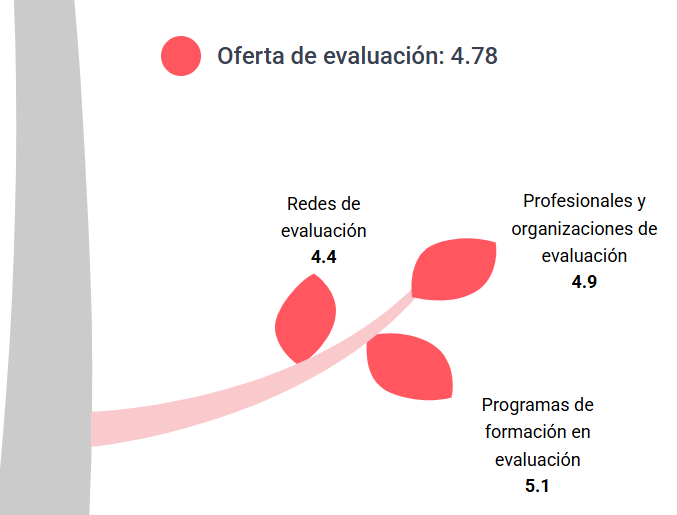 Oferta de evaluación: 4.78
Redes de
evaluación
4.4
Profesionales y
organizaciones de
evaluación
4.9
Programas de
formación en
evaluación
5.1